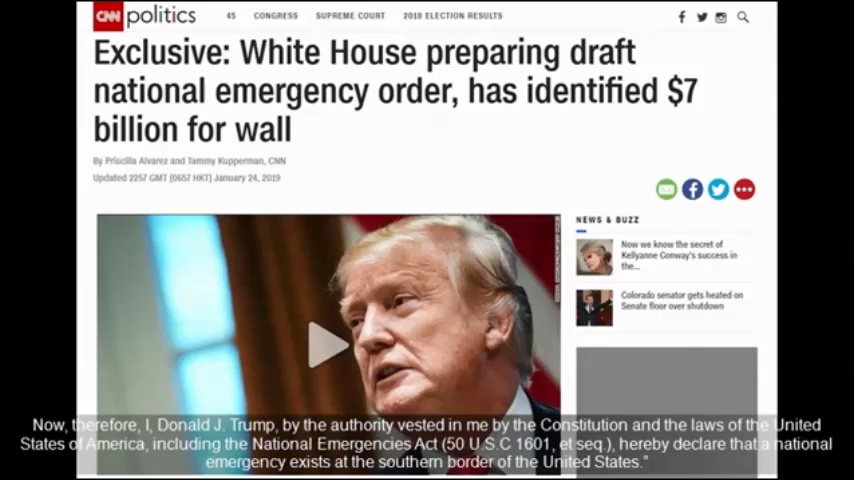 CNN politics 45 CONGRESS SUPREME COURT 2018 ELECTION RESULTS
Exclusive: White House preparing draft
national emergency order, has identified $7
billion for wall
By Priscilla Alvarez and Tammy Kupperman, CNN
Updated 2257 GMT (0657 HKT) January 24, 2019
NEWS & BUZZ
Now we know the secret of
Kellyanne Conway's success in
the...
Colorado senator gets heated on
Senate floor over shutdown
Now, therefore, I, Donald J. Trump, by the authority vested in me by the Constitution and the laws of the United
States of America, including the National Emergencies Act (50 U.S.C 1601, et seq.), hereby declare that a national
emergency exists at the southern border of the United States."